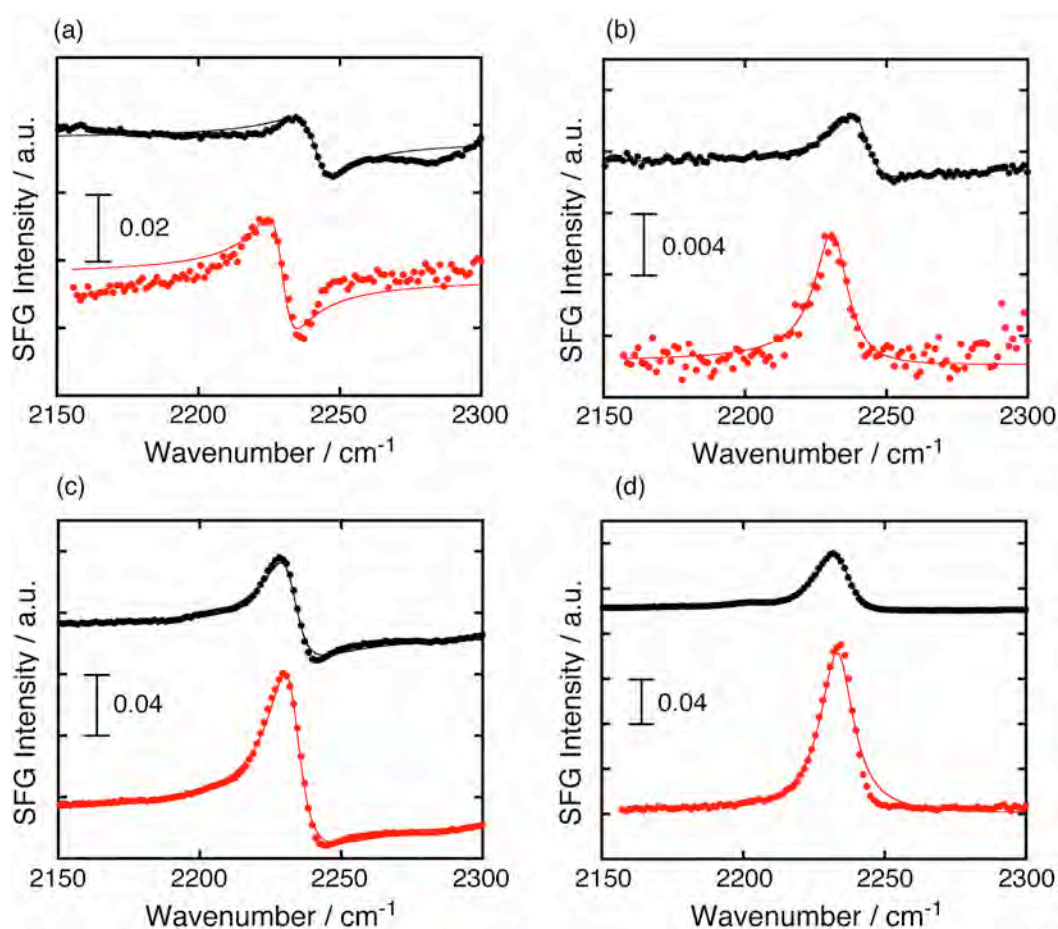 (a)
SFG Intensity / a.u.
0.02
2150 2200 2250 2300
Wavenumber / cm⁻¹
(b)
SFG Intensity / a.u.
0.004
2150 2200 2250 2300
Wavenumber / cm⁻¹
(c)
SFG Intensity / a.u.
0.04
2150 2200 2250 2300
Wavenumber / cm⁻¹
(d)
SFG Intensity / a.u.
0.04
2150 2200 2250 2300
Wavenumber / cm⁻¹